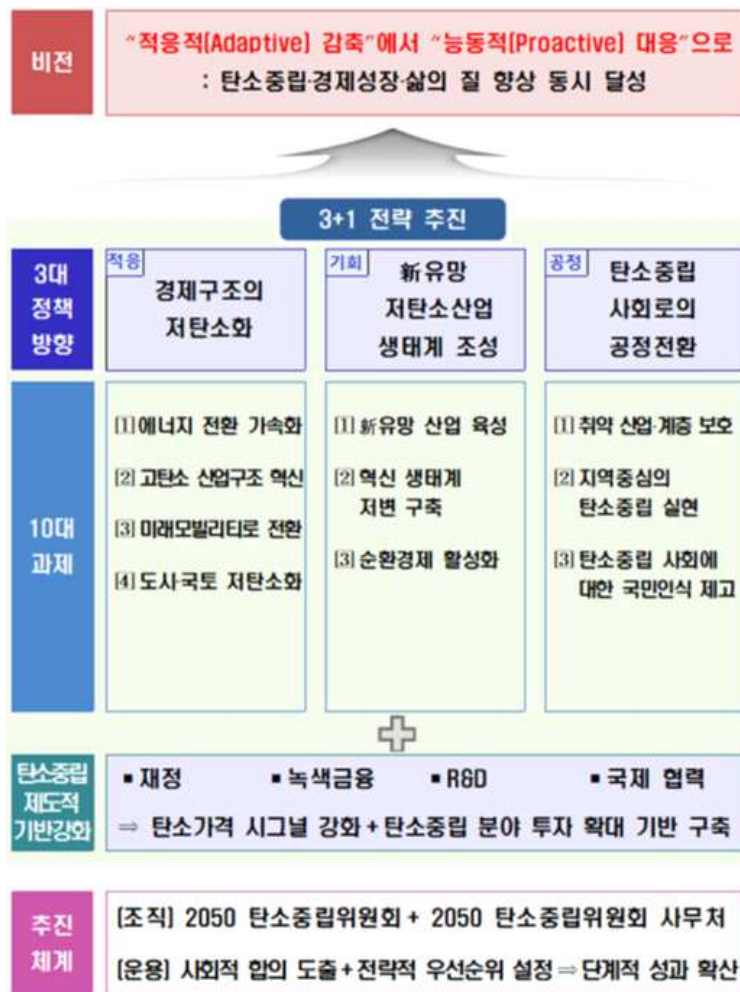 비전
“적응적(Adaptive) 감축”에서 “능동적(Proactive) 대응”으로
: 탄소중립·경제성장·삶의 질 향상 동시 달성
3+1 전략 추진
3대
정책
방향
적응
경제구조의
저탄소화
기회
新유망
저탄소산업
생태계 조성
공정
탄소중립
사회로의
공정전환
10대
과제
[1] 에너지 전환 가속화
[2] 고탄소 산업구조 혁신
[3] 미래모빌리티로 전환
[4] 도시·국토 저탄소화
[1] 新유망 산업 육성
[2] 혁신 생태계
저변 구축
[3] 순환경제 활성화
[1] 취약 산업·계층 보호
[2] 지역중심의
탄소중립 실현
[3] 탄소중립 사회에
대한 국민인식 제고
탄소중립
제도적
기반강화
▪ 재정 ▪ 녹색금융 ▪ R&D ▪ 국제 협력
⇒ 탄소가격 시그널 강화 + 탄소중립 분야 투자 확대 기반 구축
추진
체계
(조직) 2050 탄소중립위원회 + 2050 탄소중립위원회 사무처
(운용) 사회적 합의 도출 + 전략적 우선순위 설정 ⇒ 단계적 성과 확산